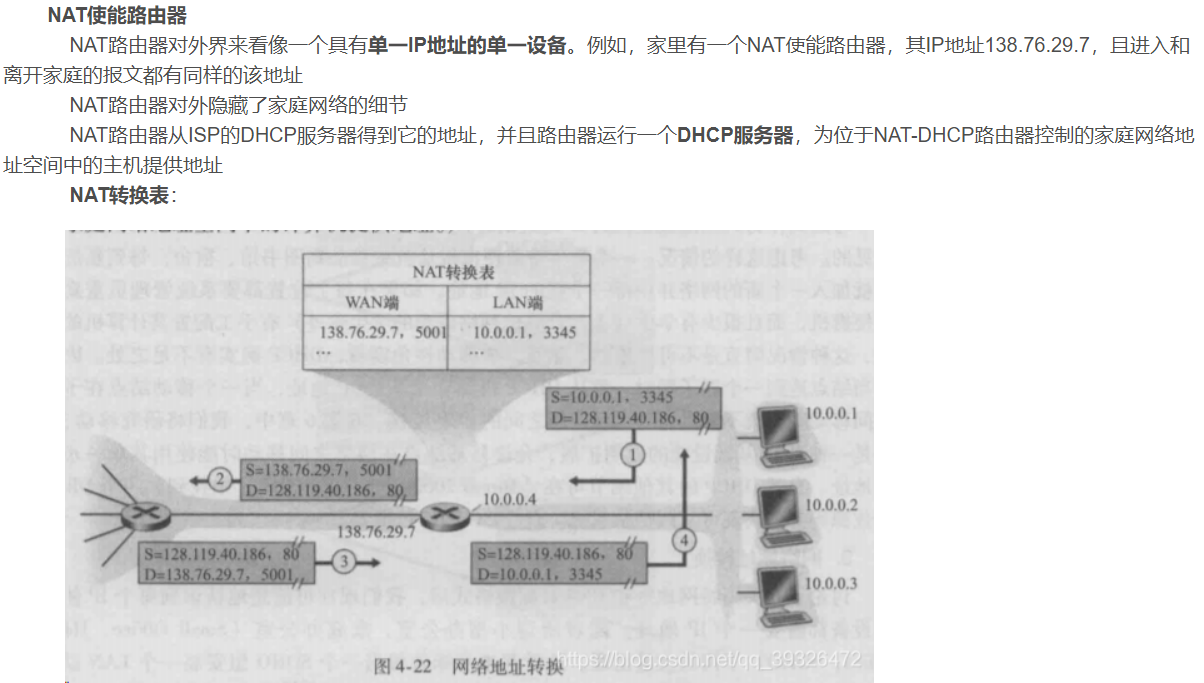 NAT使能路由器
NAT路由器对外界来看像一个具有单一IP地址的单一设备。例如，家里有一个NAT使能路由器，其IP地址138.76.29.7，且进入和
离开家庭的报文都有同样的该地址
NAT路由器对外隐藏了家庭网络的细节
NAT路由器从ISP的DHCP服务器得到它的地址，并且路由器运行一个DHCP服务器，为位于NAT-DHCP路由器控制的家庭网络地
址空间中的主机提供地址
NAT转换表：
NAT转换表
WAN端 LAN端
138.76.29.7，5001 10.0.0.1，3345
… …
S=10.0.0.1，3345
D=128.119.40.186，80
10.0.0.1
1
S=138.76.29.7，5001
D=128.119.40.186，80
2
10.0.0.4
10.0.0.2
138.76.29.7
S=128.119.40.186，80
D=138.76.29.7，5001
3
S=128.119.40.186，80
D=10.0.0.1，3345
4
10.0.0.3
图4-22 网络地址转换
https://blog.csdn.net/qq_39326472